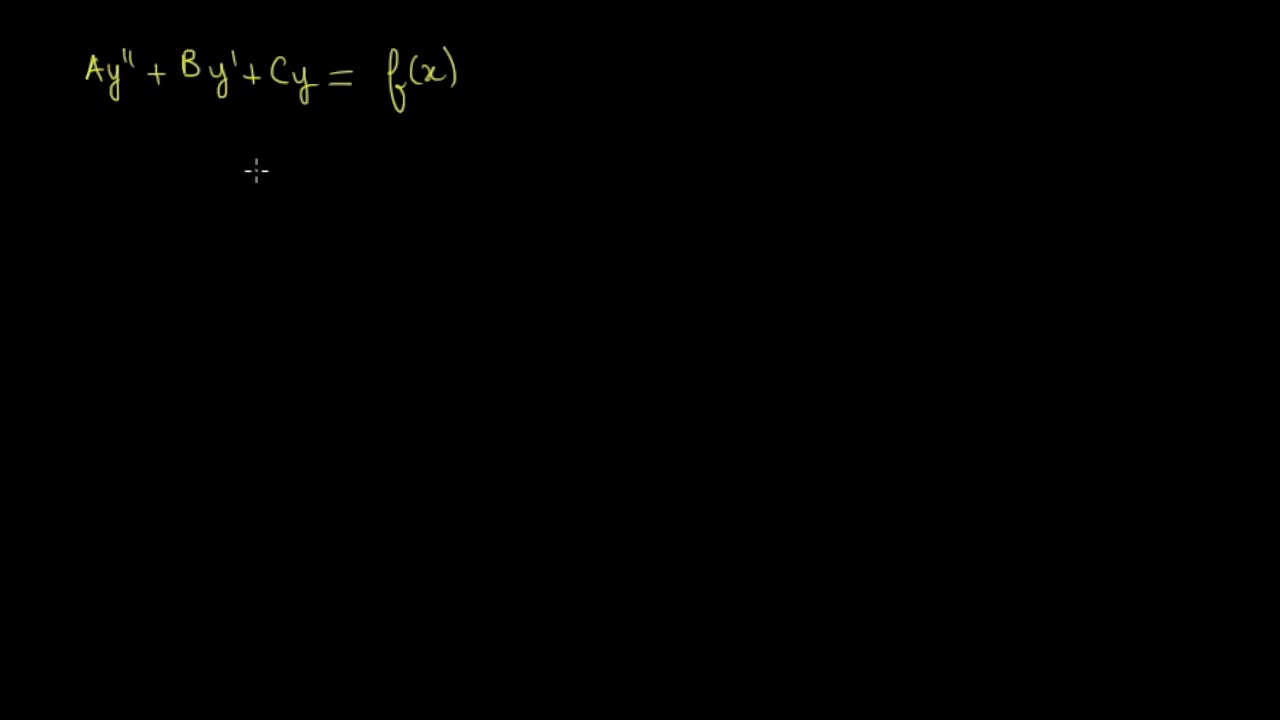 Ay'' + By' + Cy = f(x)